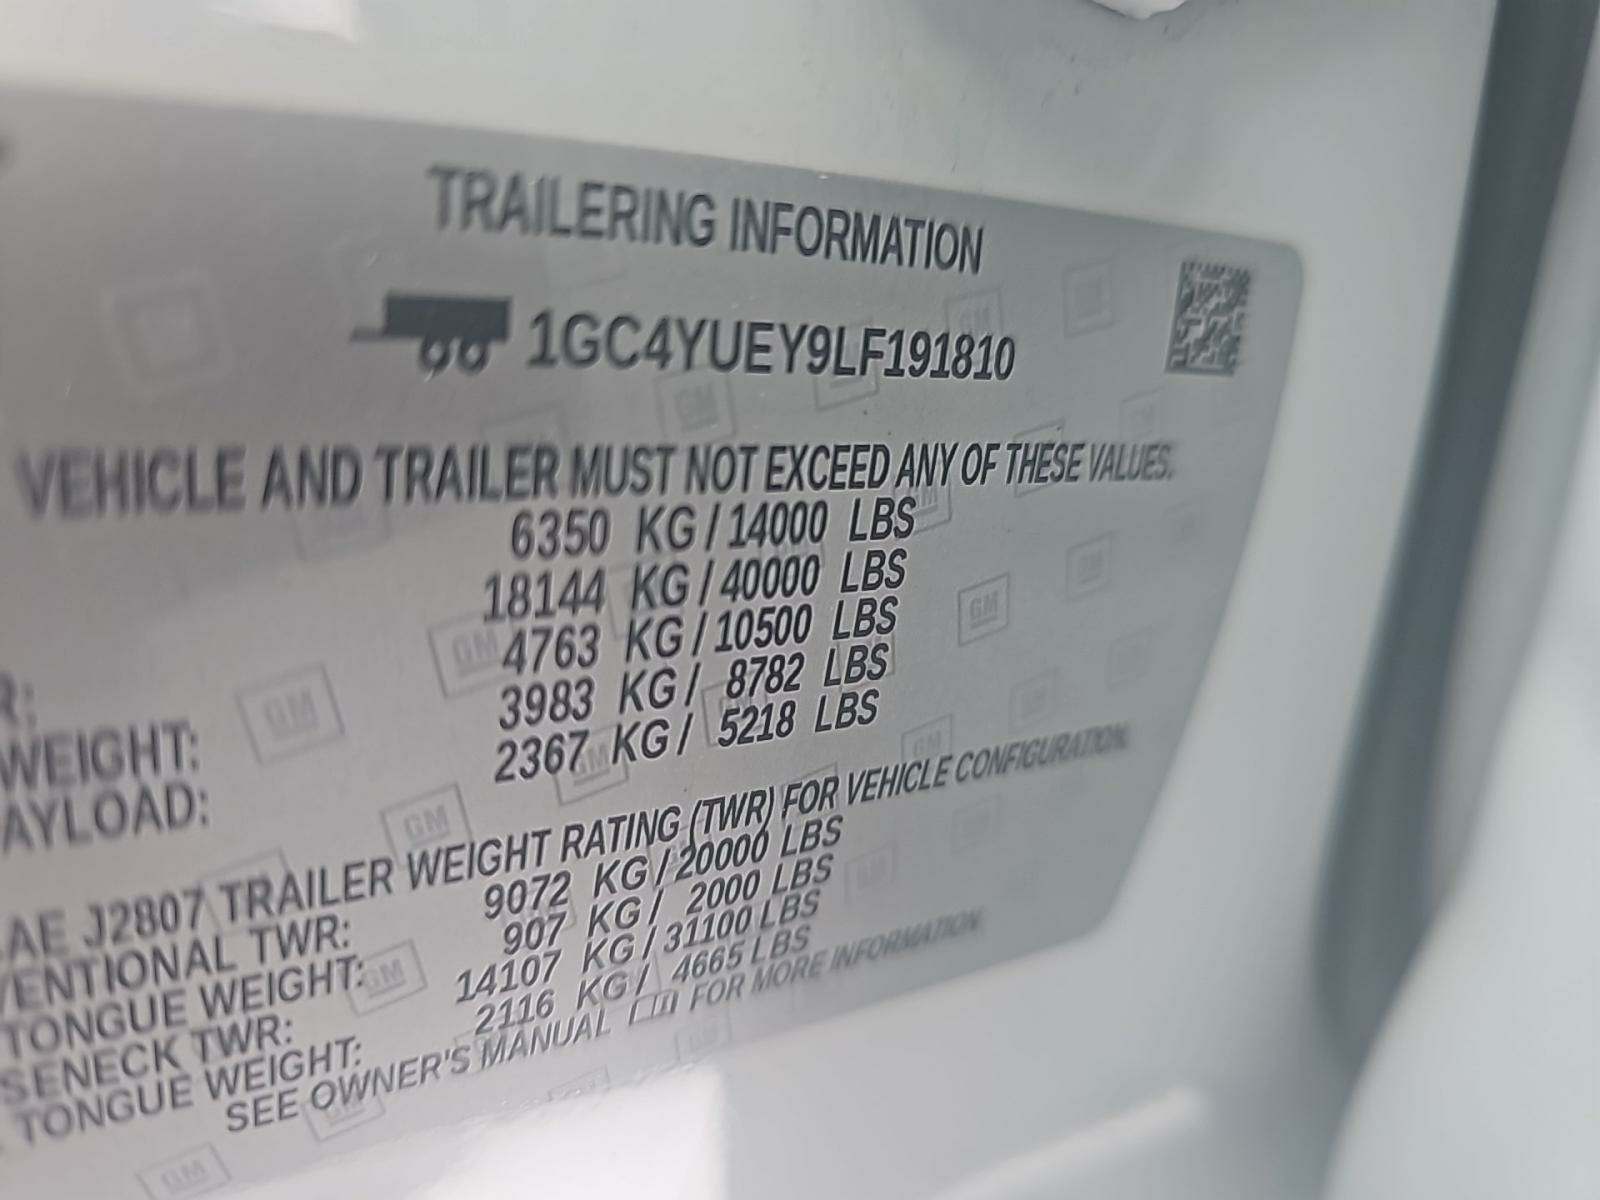 TRAILERING INFORMATION
1GC4YUEY9LF191810
VEHICLE AND TRAILER MUST NOT EXCEED ANY OF THESE VALUES.
6350 KG / 14000 LBS
18144 KG / 40000 LBS
4763 KG / 10500 LBS
R: 3983 KG / 8782 LBS
WEIGHT: 2367 KG / 5218 LBS
AYLOAD:
AE J2807 TRAILER WEIGHT RATING (TWR) FOR VEHICLE CONFIGURATION.
VENTIONAL TWR: 9072 KG / 20000 LBS
TONGUE WEIGHT: 907 KG / 2000 LBS
SENECK TWR: 14107 KG / 31100 LBS
TONGUE WEIGHT: 2116 KG / 4665 LBS
SEE OWNER'S MANUAL FOR MORE INFORMATION.